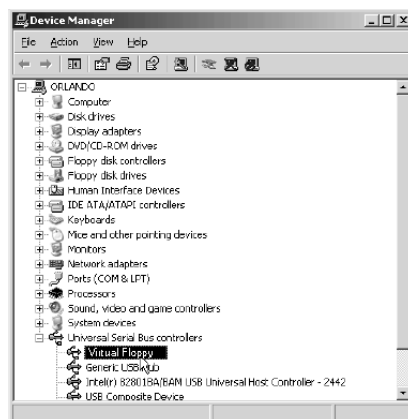 Device Manager
File Action View Help
ORLANDO
Computer
Disk drives
Display adapters
DVD/CD-ROM drives
Floppy disk controllers
Floppy disk drives
Human Interface Devices
IDE ATA/ATAPI controllers
Keyboards
Mice and other pointing devices
Monitors
Network adapters
Ports (COM & LPT)
Processors
Sound, video and game controllers
System devices
Universal Serial Bus controllers
Virtual Floppy
Generic USB Hub
Intel(r) 82801BA/BAM USB Universal Host Controller - 2442
USB Composite Device